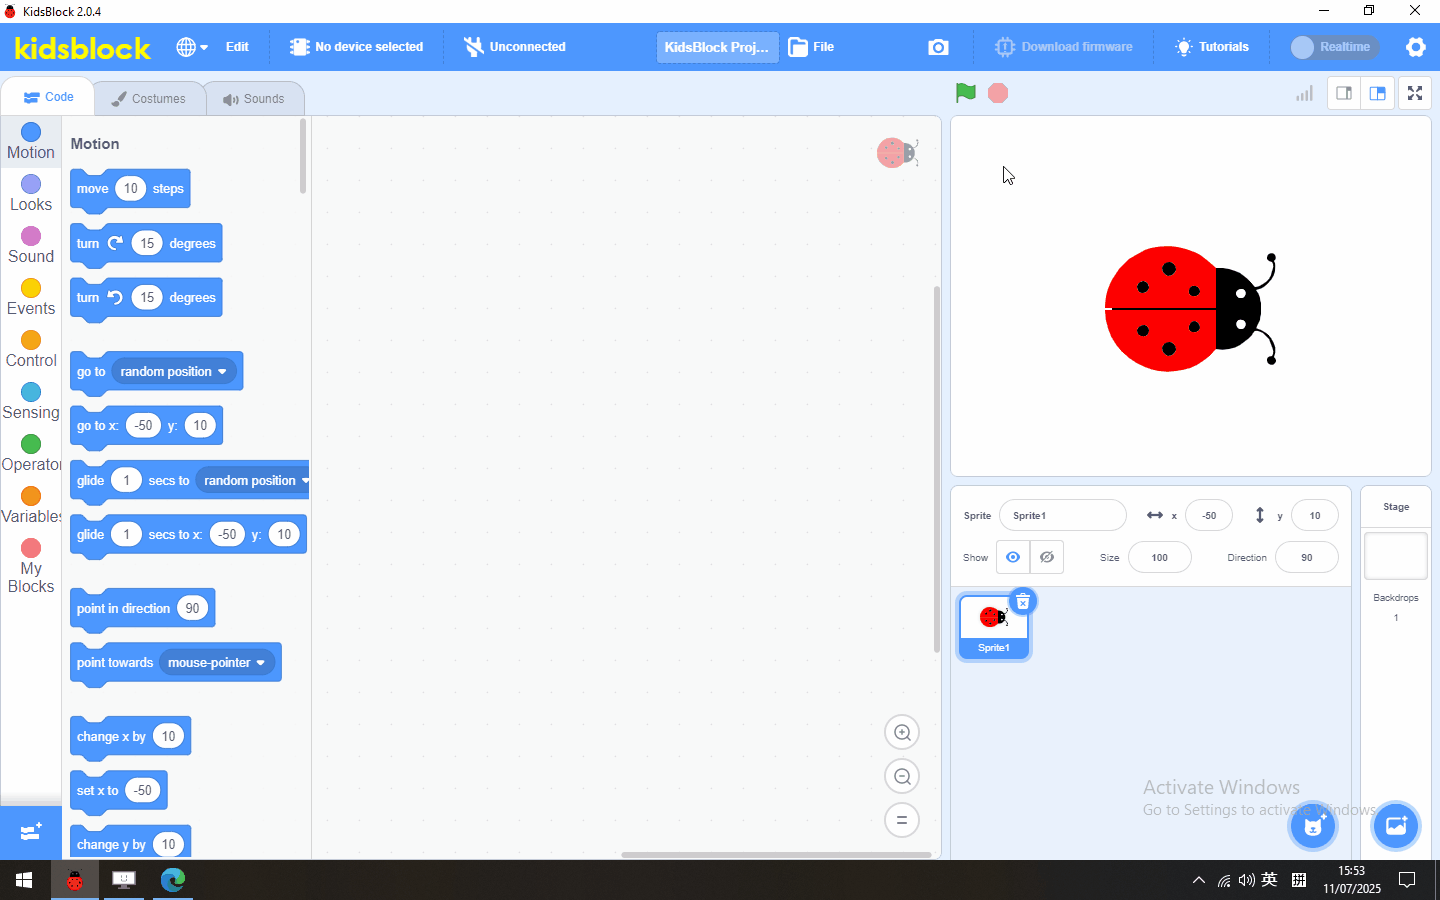 KidsBlock 2.0.4
kidsblock
Edit
No device selected
Unconnected
KidsBlock Proj...
File
Download firmware
Tutorials
Realtime
Code
Costumes
Sounds
Motion
Looks
Sound
Events
Control
Sensing
Operato
Variables
My
Blocks
Motion
move 10 steps
turn 15 degrees
turn 15 degrees
go to random position
go to x: -50 y: 10
glide 1 secs to random position
glide 1 secs to x: -50 y: 10
point in direction 90
point towards mouse-pointer
change x by 10
set x to -50
change y by 10
Sprite Sprite1 x -50 y 10
Show Size 100 Direction 90
Sprite1
Stage
Backdrops
1
Activate Windows
Go to Settings to activate Windows.
英 拼
15:53
11/07/2025